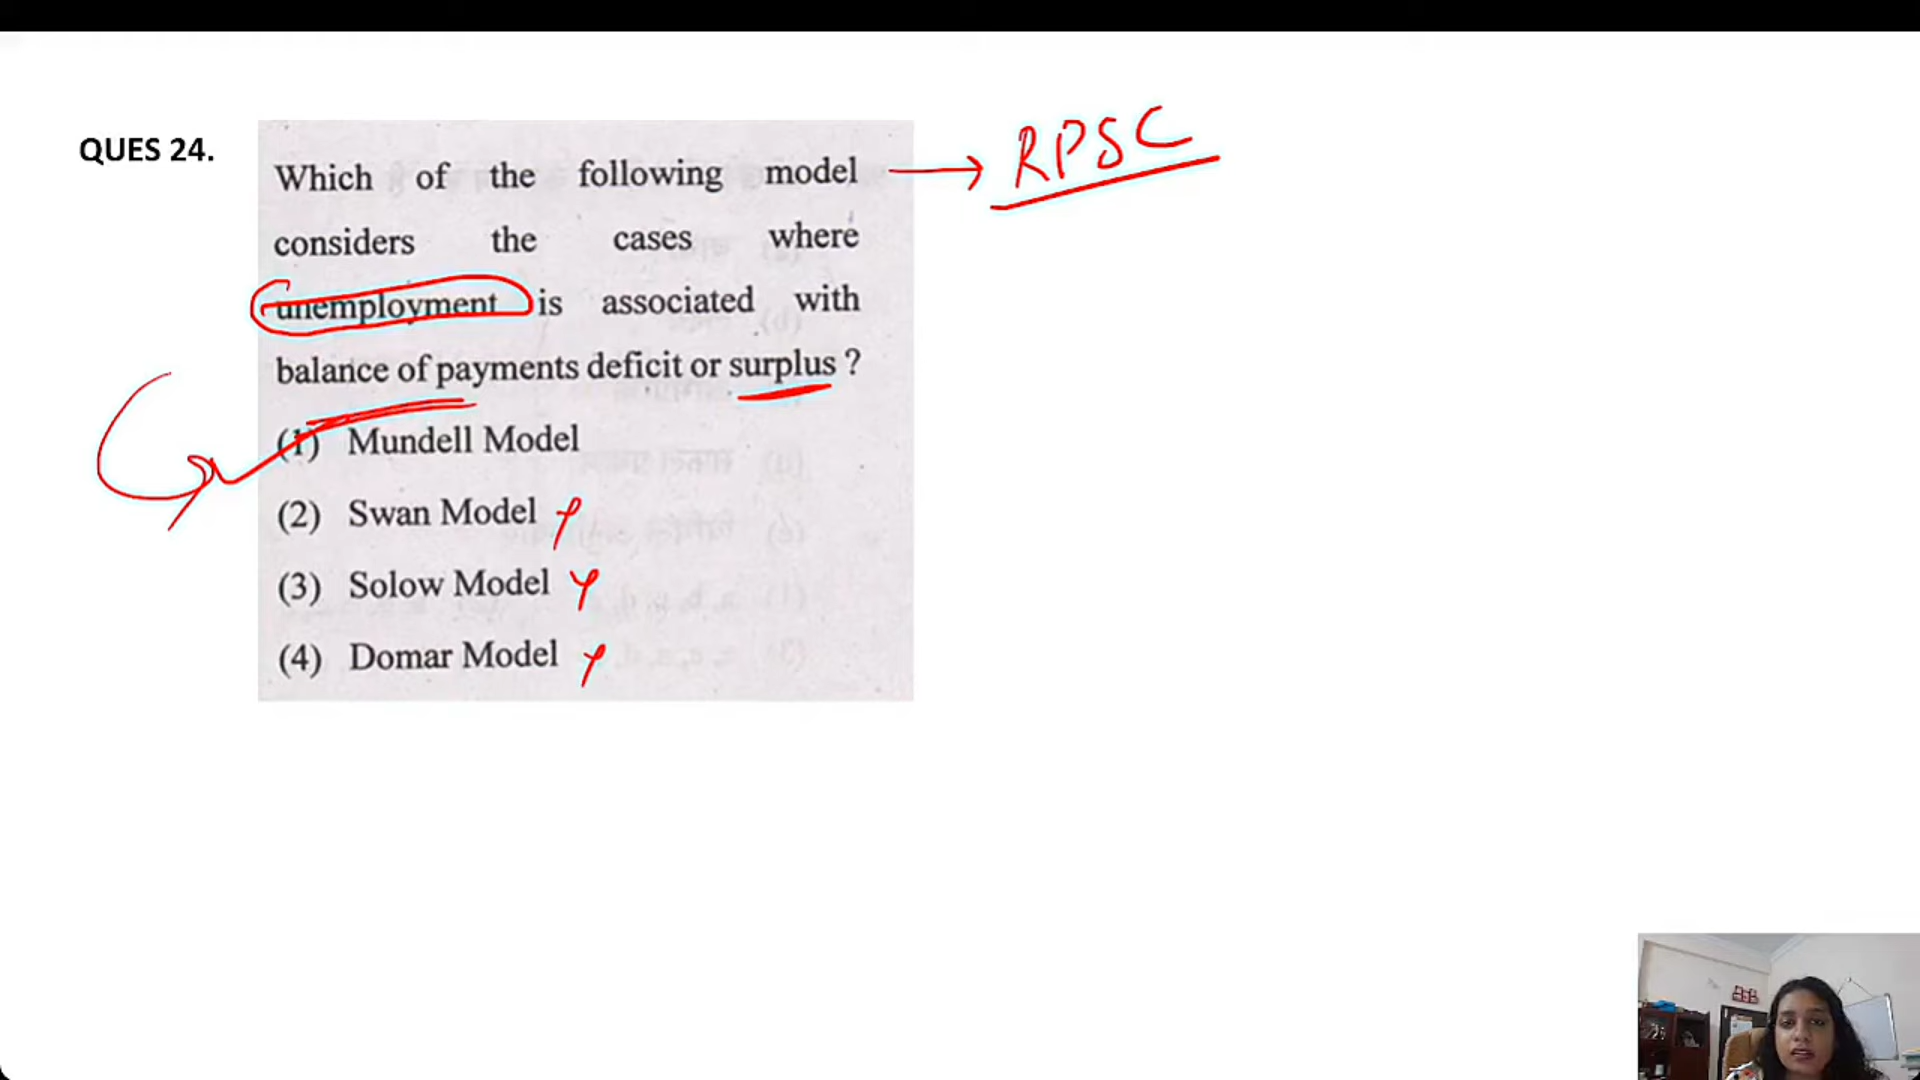 QUES 24.
Which of the following model
RPSC
considers the cases where
unemployment is associated with
balance of payments deficit or surplus ?
(1) Mundell Model
(2) Swan Model
(3) Solow Model
(4) Domar Model